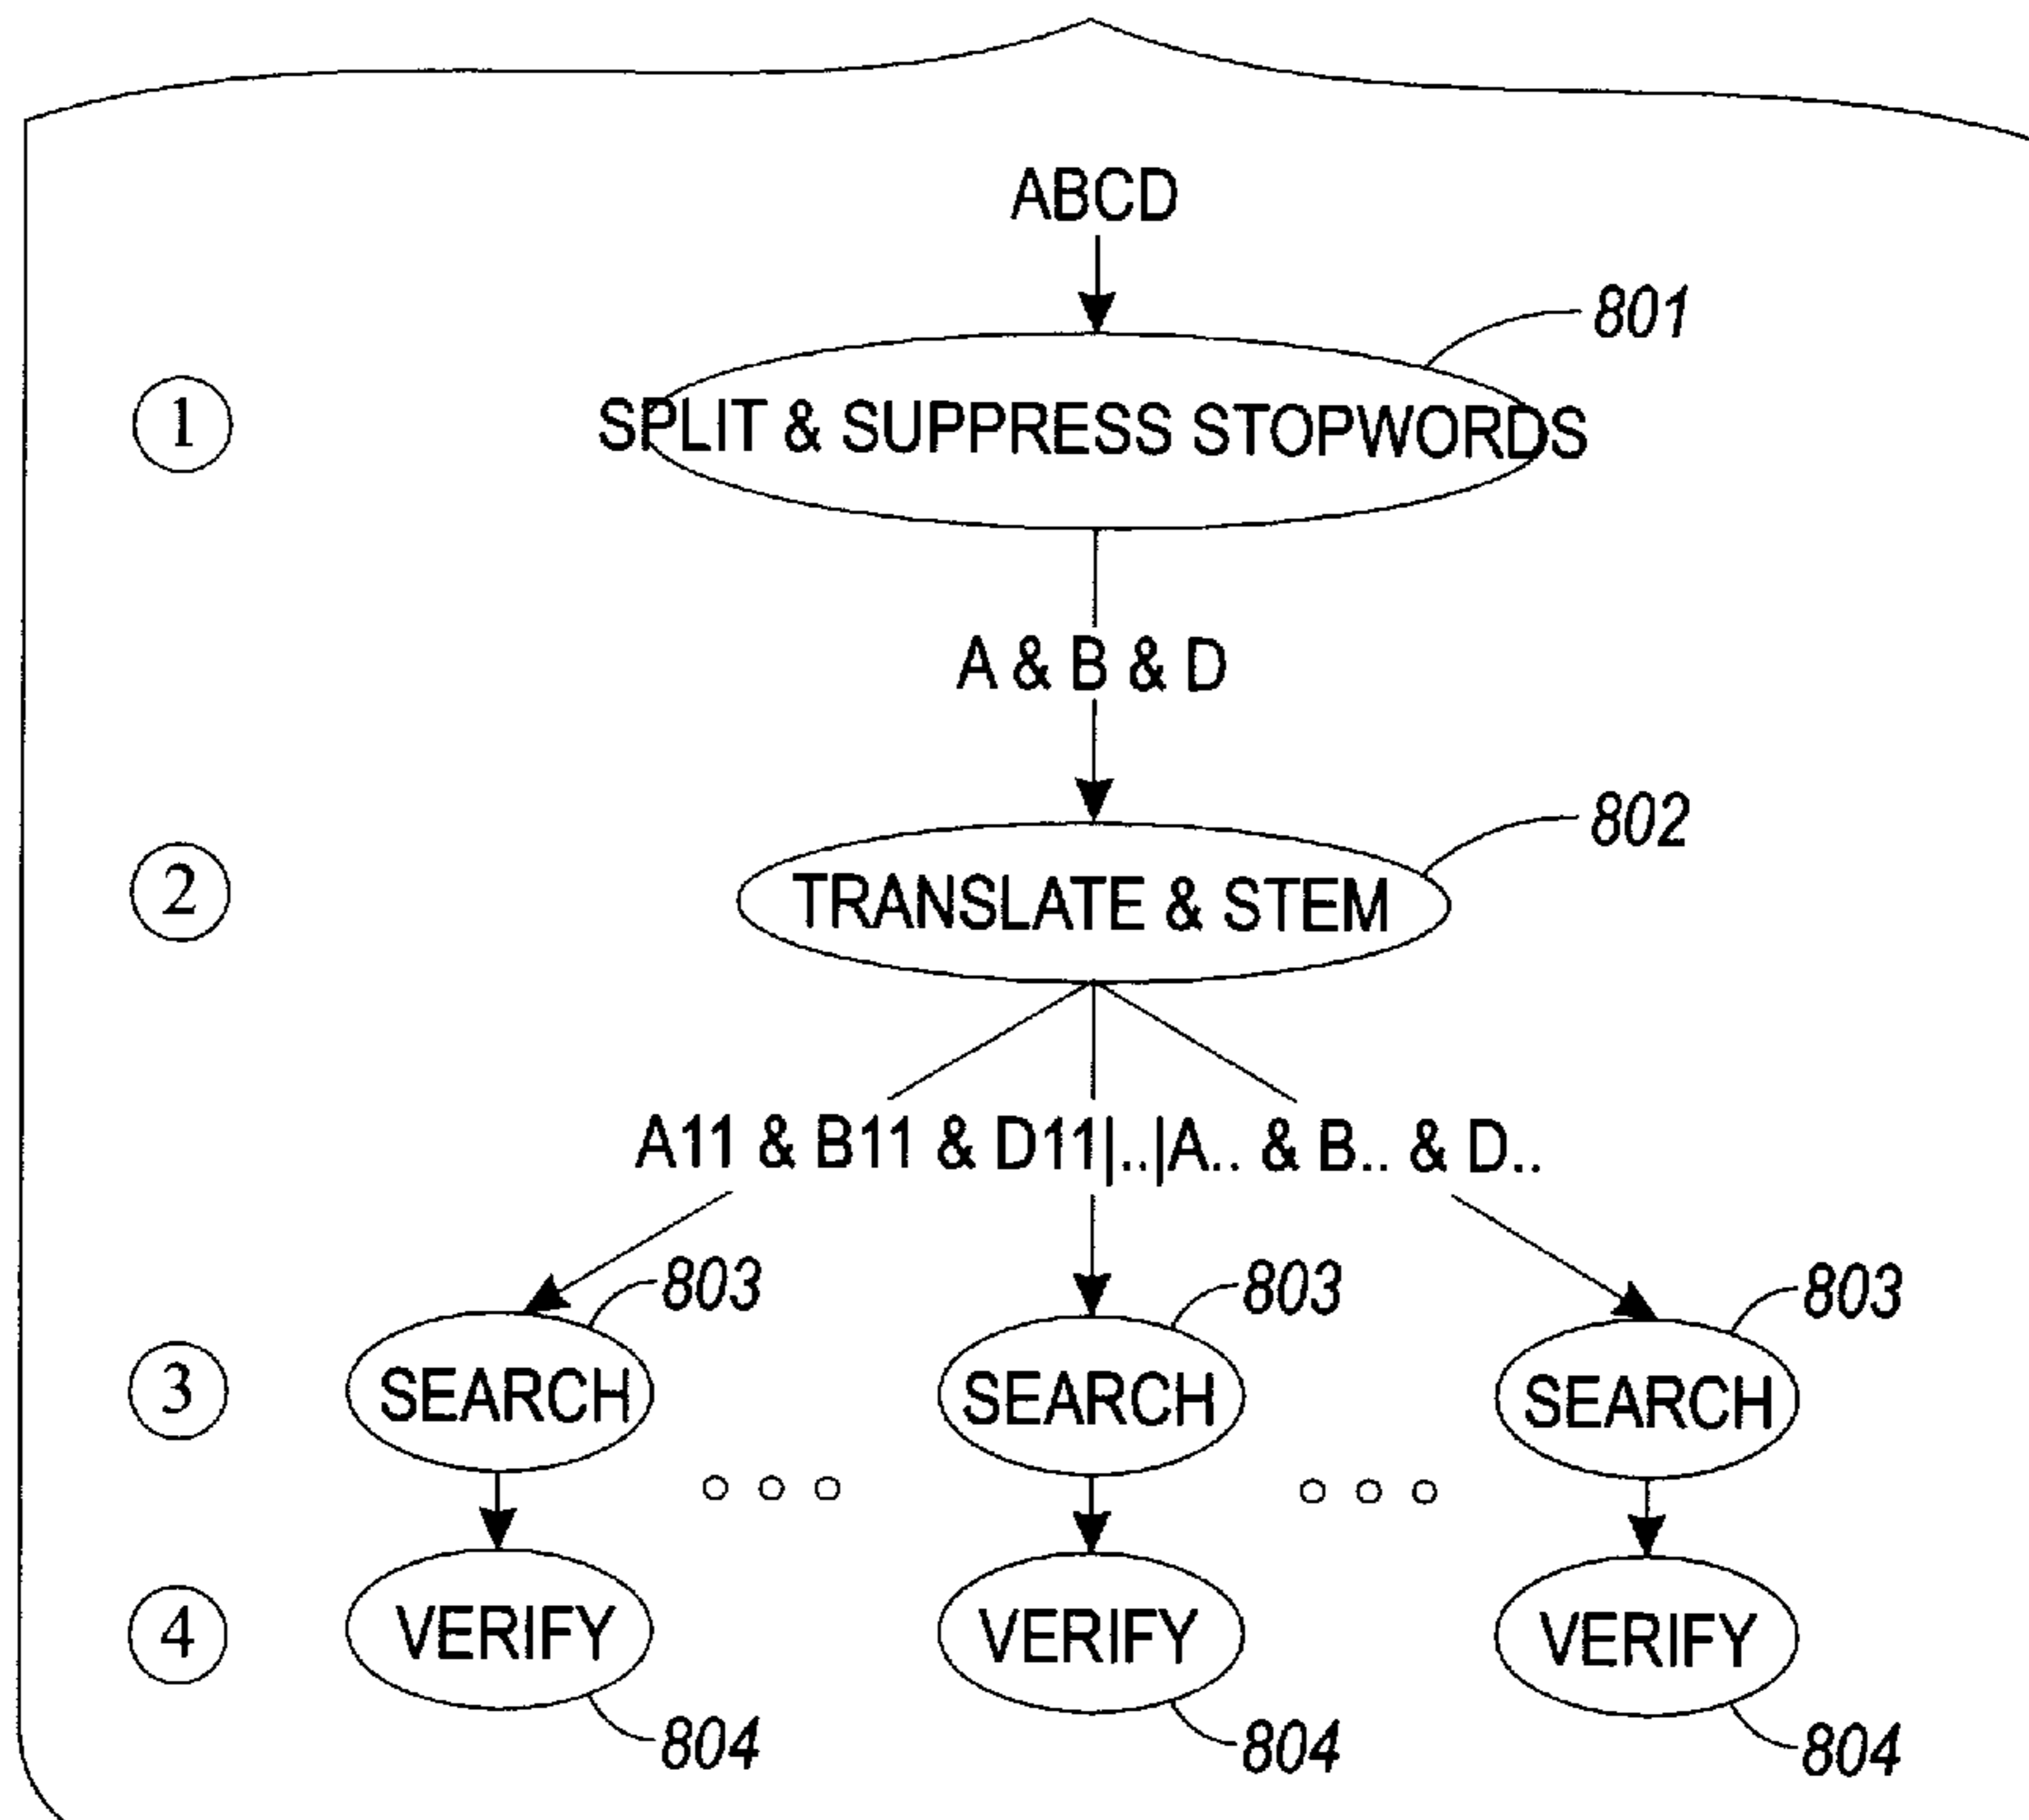 ABCD
801
1
SPLIT & SUPPRESS STOPWORDS
A & B & D
802
2
TRANSLATE & STEM
A11 & B11 & D11|..|A.. & B.. & D..
803 803 803
3
SEARCH SEARCH SEARCH
4
VERIFY VERIFY VERIFY
804 804 804